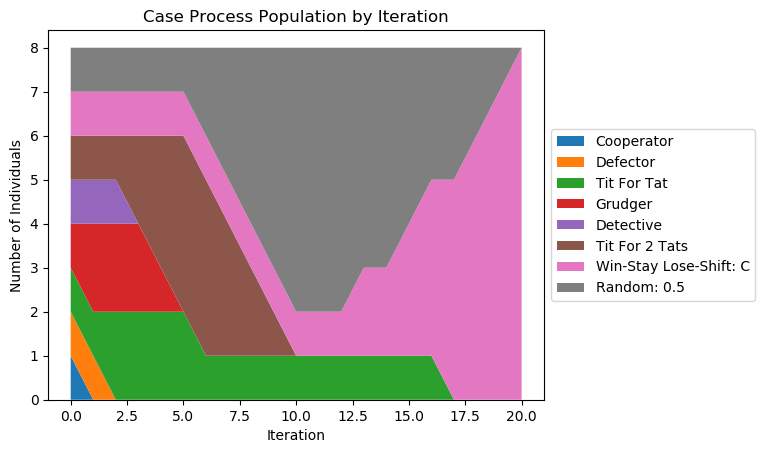 Case Process Population by Iteration
Number of Individuals
8
7
6
5
4
3
2
1
0
0.0 2.5 5.0 7.5 10.0 12.5 15.0 17.5 20.0
Iteration
Cooperator
Defector
Tit For Tat
Grudger
Detective
Tit For 2 Tats
Win-Stay Lose-Shift: C
Random: 0.5